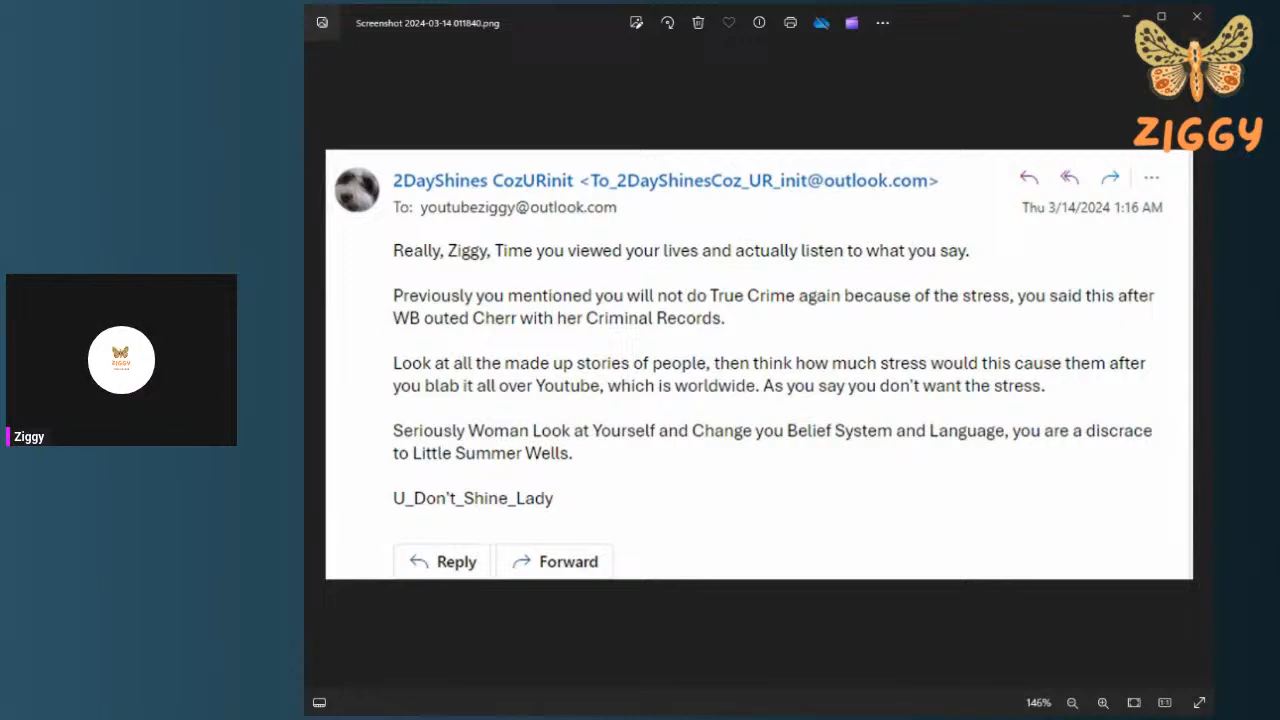 Screenshot 2024-03-14 011840.png
ZIGGY
2DayShines CozURinit <To_2DayShinesCoz_UR_init@outlook.com>
To: youtubeziggy@outlook.com
Thu 3/14/2024 1:16 AM
Really, Ziggy, Time you viewed your lives and actually listen to what you say.
Previously you mentioned you will not do True Crime again because of the stress, you said this after
WB outed Cherr with her Criminal Records.
Look at all the made up stories of people, then think how much stress would this cause them after
you blab it all over Youtube, which is worldwide. As you say you don't want the stress.
Seriously Woman Look at Yourself and Change you Belief System and Language, you are a discrace
to Little Summer Wells.
U_Don't_Shine_Lady
Reply
Forward
ZIGGY
Ziggy
146%